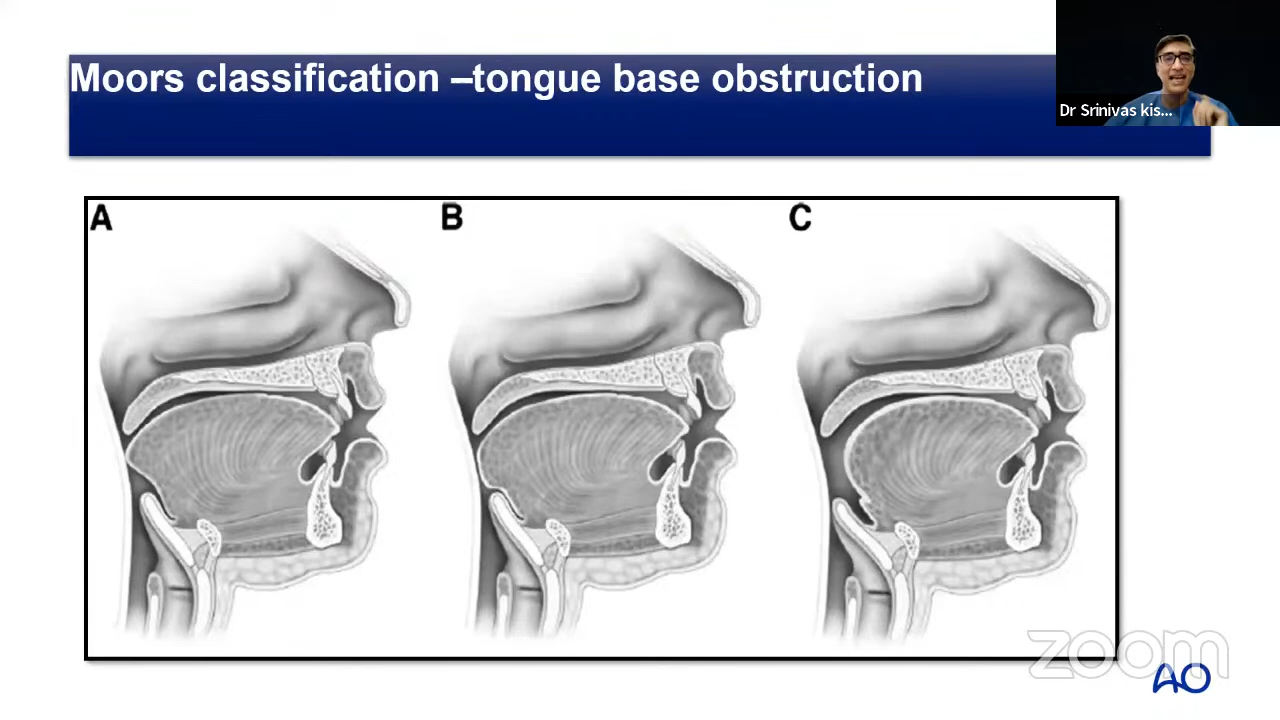 Moors classification –tongue base obstruction
Dr Srinivas kis...
A
B
C
zoom
AO